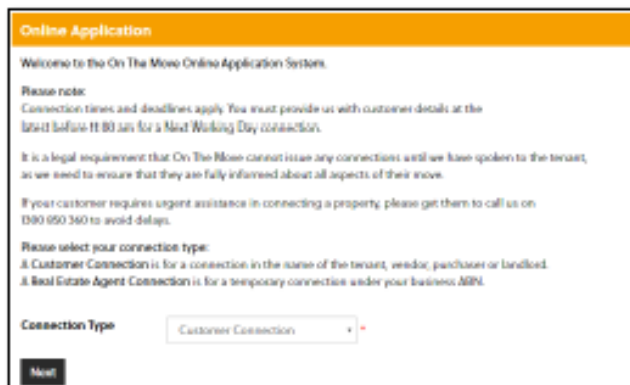 Online Application
Welcome to the On The Move Online Application System.
Please note:
Connection times and deadlines apply. You must provide us with customer details at the
latest before 11:00 am for a Next Working Day connection.
It is a legal requirement that On The Move cannot issue any connections until we have spoken to the tenant,
as we need to ensure that they are fully informed about all aspects of their move.
If your customer requires urgent assistance in connecting a property, please get them to call us on
1300 850 360 to avoid delays.
Please select your connection type:
A Customer Connection is for a connection in the name of the tenant, vendor, purchaser or landlord.
A Real Estate Agent Connection is for a temporary connection under your business ABN.
Connection Type
Customer Connection
*
Next